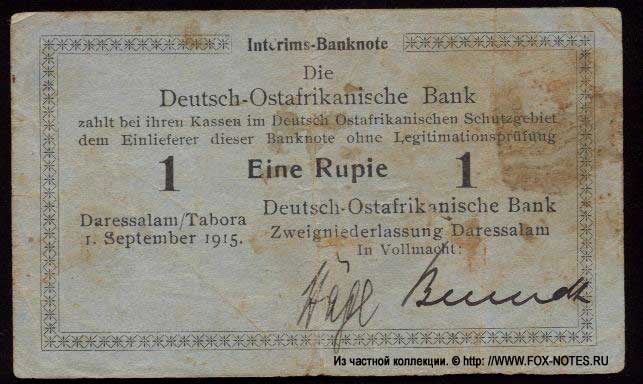 Interims-Banknote
Die
Deutsch-Ostafrikanische Bank
zahlt bei ihren Kassen im Deutsch Ostafrikanischen Schutzgebiet
dem Einlieferer dieser Banknote ohne Legitimationsprüfung
1 Eine Rupie 1
Daressalam/Tabora
1. September 1915.
Deutsch-Ostafrikanische Bank
Zweigniederlassung Daressalam
In Vollmacht:
Из частной коллекции. © http: //WWW.FOX-NOTES.RU